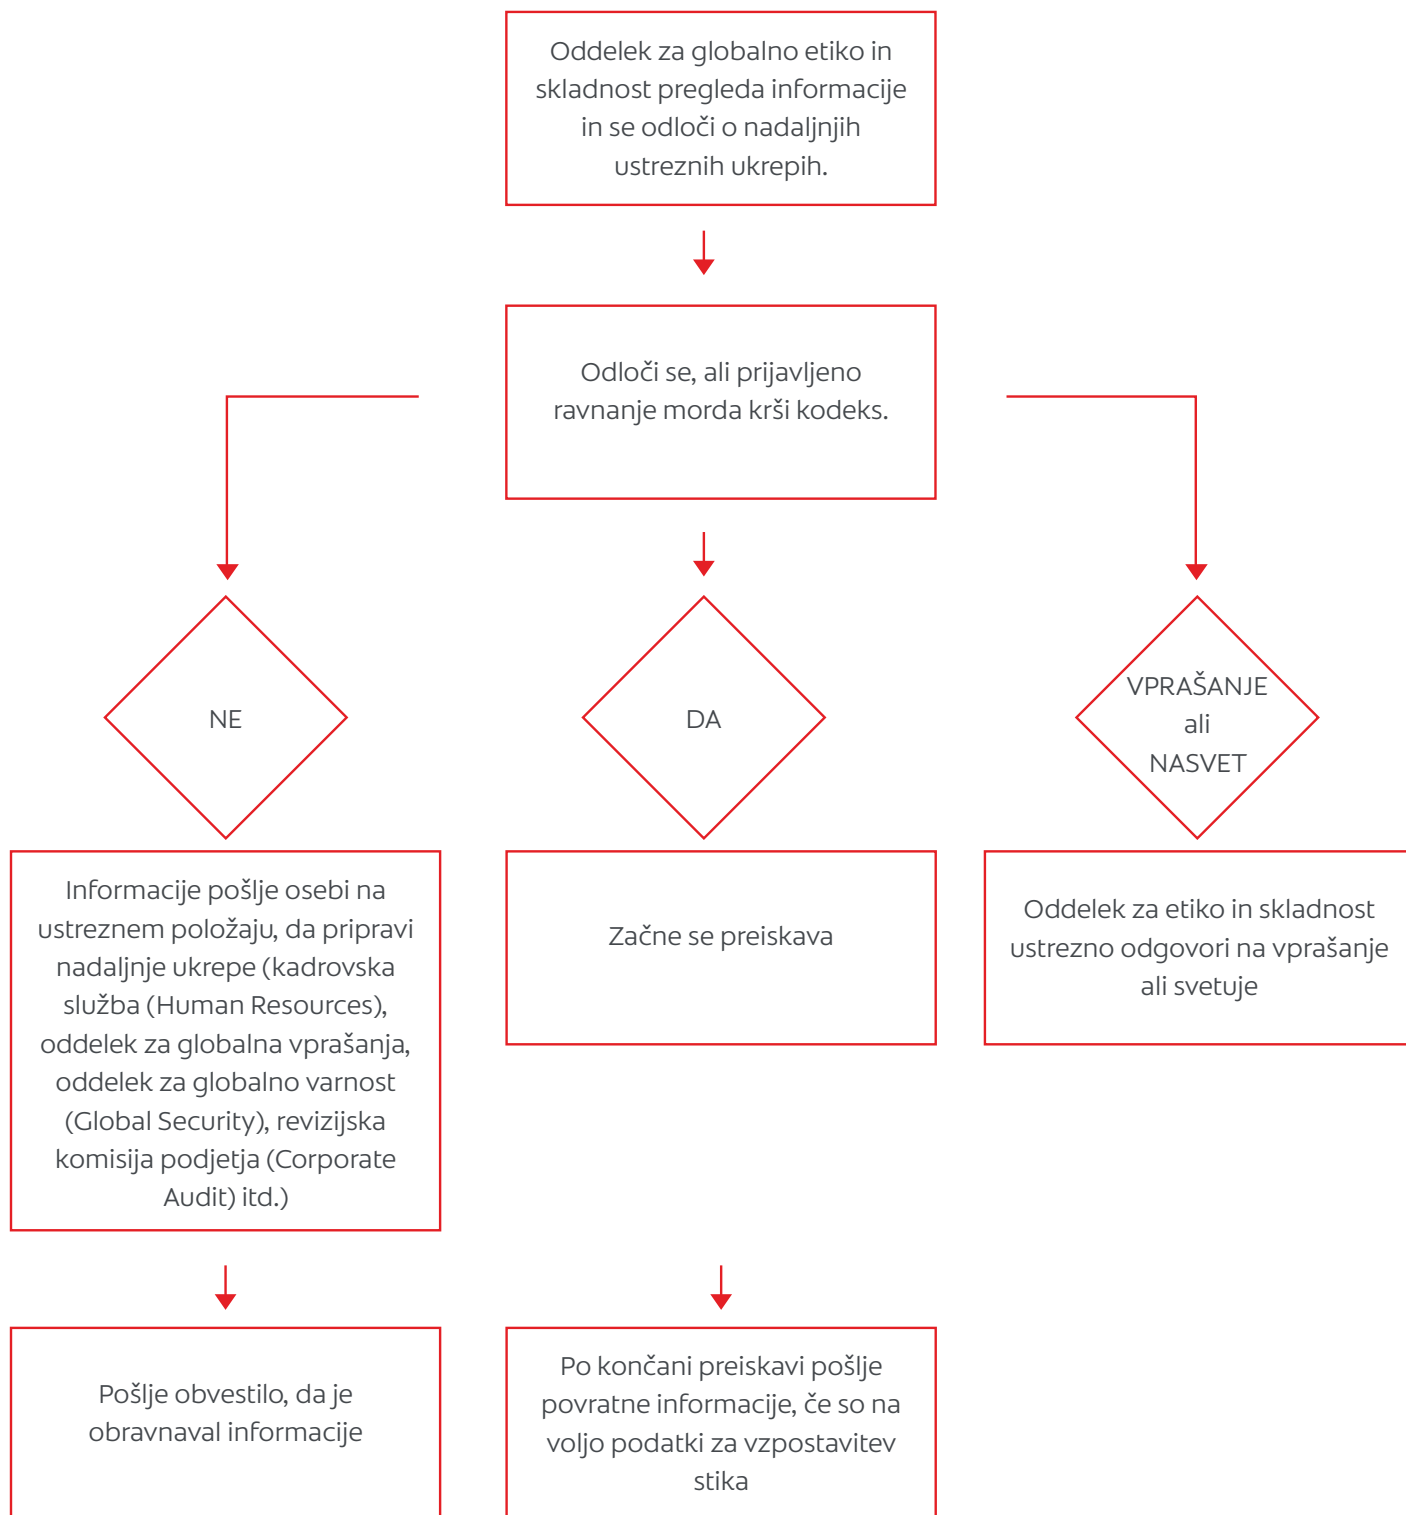 Oddelek za globalno etiko in
skladnost pregleda informacije
in se odloči o nadaljnjih
ustreznih ukrepih.
Odloči se, ali prijavljeno
ravnanje morda krši kodeks.
NE
DA
VPRAŠANJE
ali
NASVET
Informacije pošlje osebi na
ustreznem položaju, da pripravi
nadaljnje ukrepe (kadrovska
služba (Human Resources),
oddelek za globalna vprašanja,
oddelek za globalno varnost
(Global Security), revizijska
komisija podjetja (Corporate
Audit) itd.)
Začne se preiskava
Oddelek za etiko in skladnost
ustrezno odgovori na vprašanje
ali svetuje
Pošlje obvestilo, da je
obravnaval informacije
Po končani preiskavi pošlje
povratne informacije, če so na
voljo podatki za vzpostavitev
stika